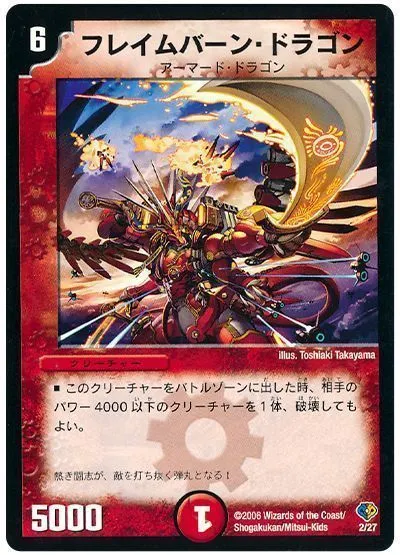 6
フレイムバーン・ドラゴン
アーマード・ドラゴン
illus. Toshiaki Takayama
クリーチャー
■ このクリーチャーをバトルゾーンに出した時、相手の
パワー4000以下のクリーチャーを1体、破壊しても
よい。
熱き闘志が、敵を打ち抜く弾丸となる！
5000
1
©2006 Wizards of the Coast/
Shogakukan/Mitsui-Kids
2/27